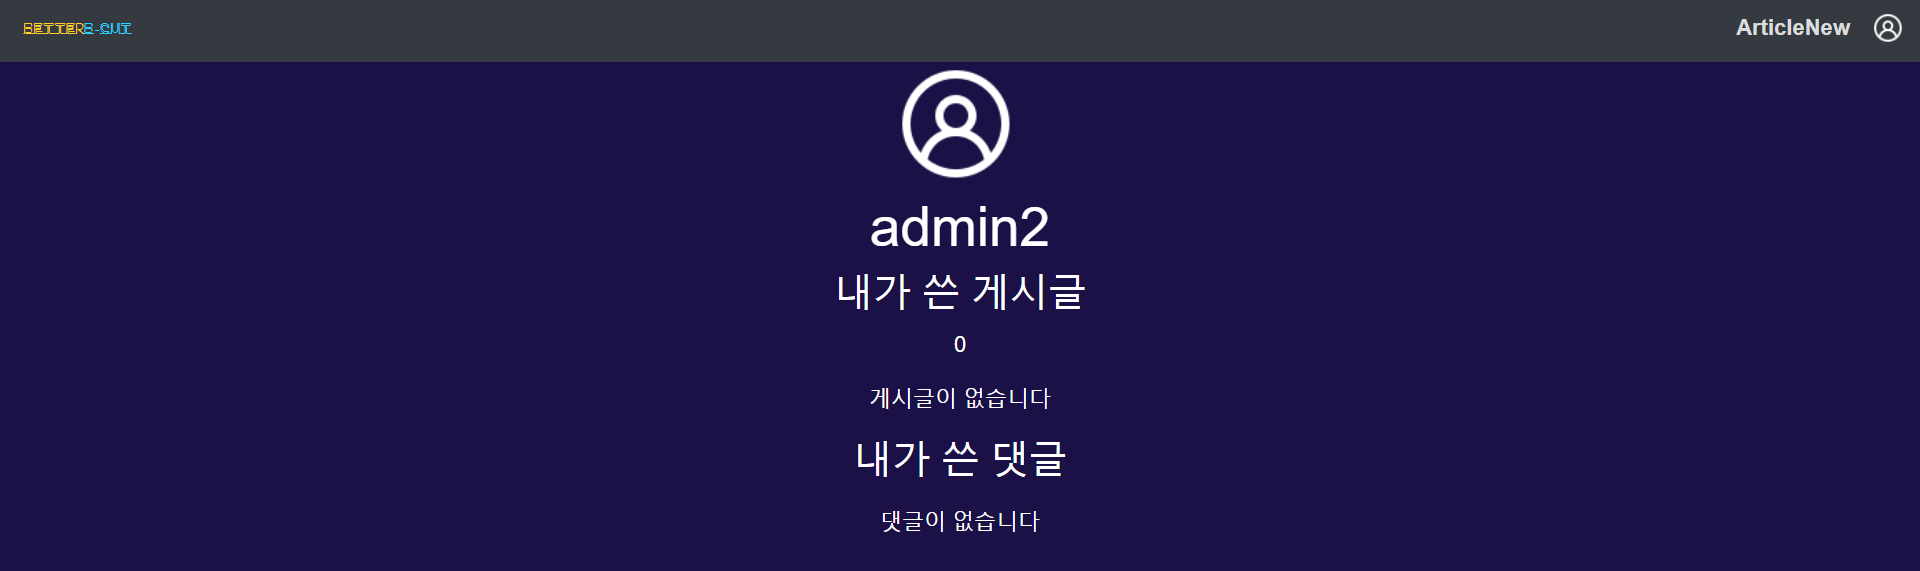 BETTERB-CUT
ArticleNew
admin2
내가 쓴 게시글
0
게시글이 없습니다
내가 쓴 댓글
댓글이 없습니다